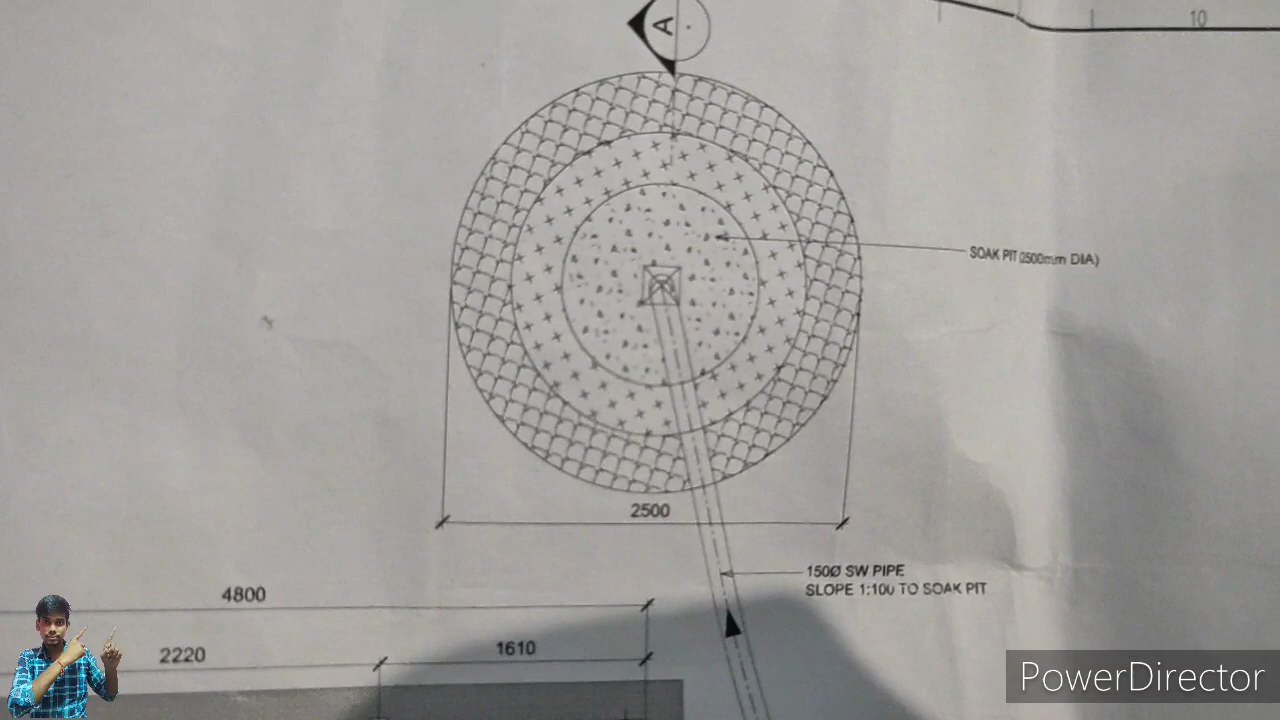 A
10
SOAK PIT (2500mm DIA)
2500
150Ø SW PIPE
SLOPE 1:100 TO SOAK PIT
4800
2220
1610
PowerDirector